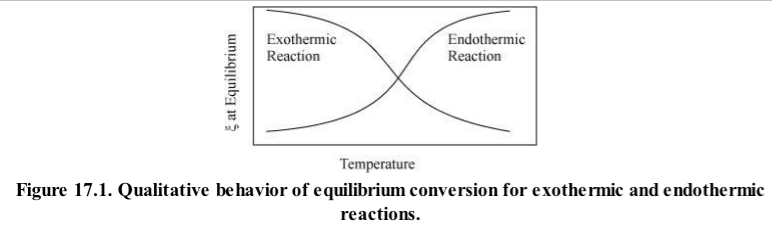 Exothermic
Reaction
Endothermic
Reaction
ξ at Equilibrium
Temperature
Figure 17.1. Qualitative behavior of equilibrium conversion for exothermic and endothermic
reactions.